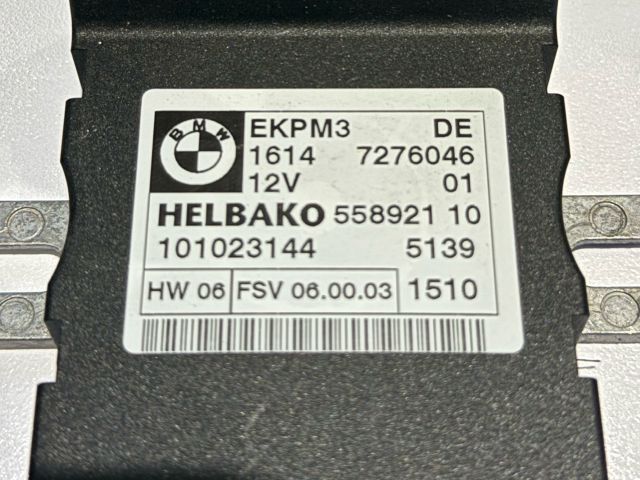 BMW
EKPM3 DE
1614 7276046
12V 01
HELBAKO 558921 10
101023144 5139
HW 06 FSV 06.00.03 1510